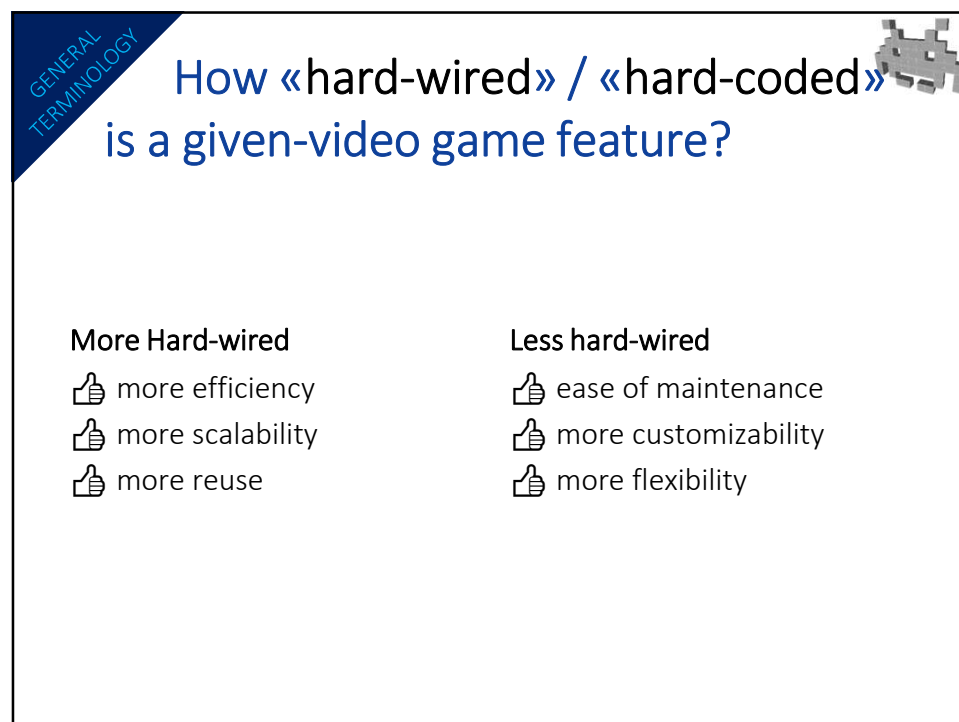 GENERAL
TERMINOLOGY
How «hard-wired» / «hard-coded»
is a given-video game feature?
More Hard-wired
more efficiency
more scalability
more reuse
Less hard-wired
ease of maintenance
more customizability
more flexibility